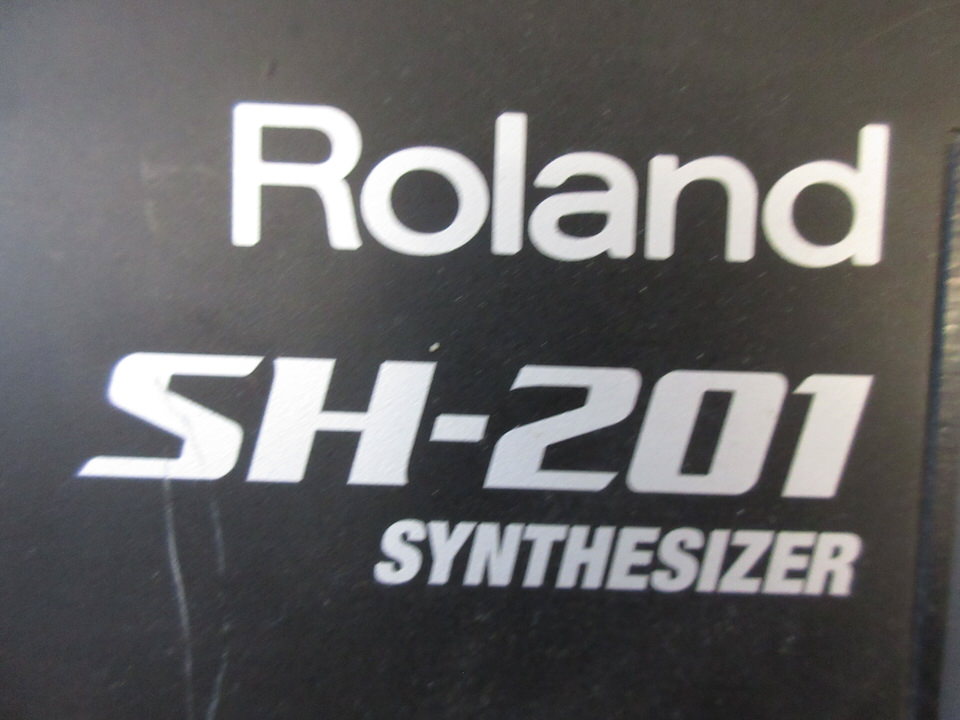 Roland
SH-201
SYNTHESIZER